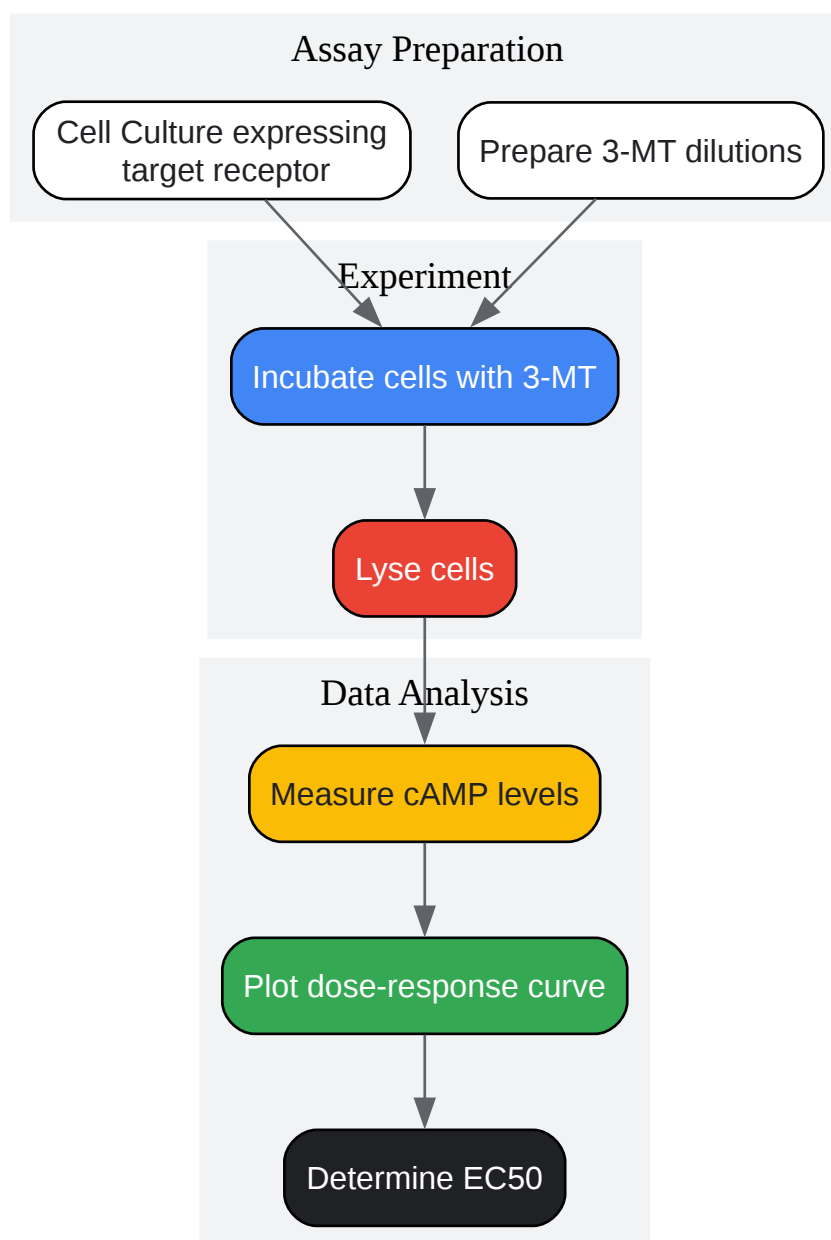 Assay Preparation
Cell Culture expressing
target receptor
Prepare 3-MT dilutions
Experiment
Incubate cells with 3-MT
Lyse cells
Data Analysis
Measure cAMP levels
Plot dose-response curve
Determine EC50